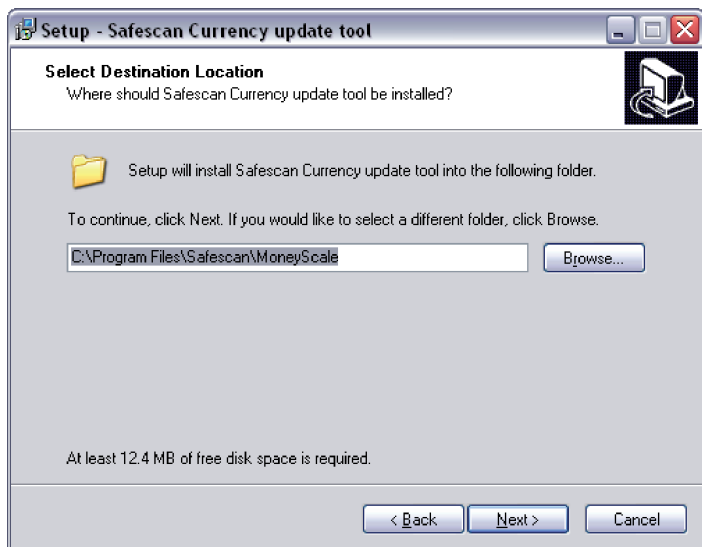 Setup - Safescan Currency update tool
Select Destination Location
Where should Safescan Currency update tool be installed?
Setup will install Safescan Currency update tool into the following folder.
To continue, click Next. If you would like to select a different folder, click Browse.
C:\Program Files\Safescan\MoneyScale
Browse...
At least 12.4 MB of free disk space is required.
< Back
Next >
Cancel